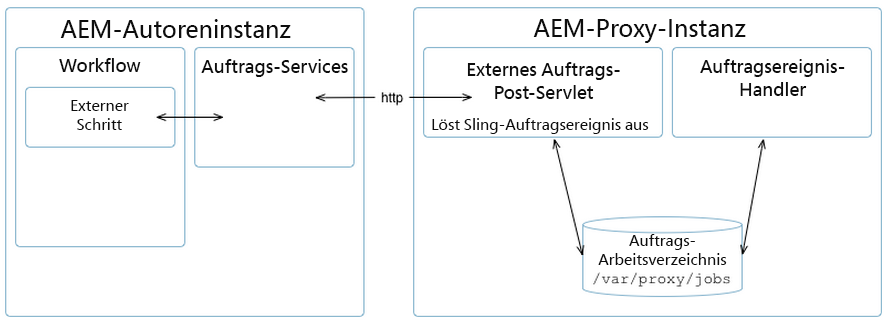 AEM-Autoreninstanz
Workflow
Externer
Schritt
Auftrags-Services
http
AEM-Proxy-Instanz
Externes Auftrags-
Post-Servlet
Löst Sling-Auftragsereignis aus
Auftragsereignis-
Handler
Auftrags-
Arbeitsverzeichnis
/var/proxy/jobs